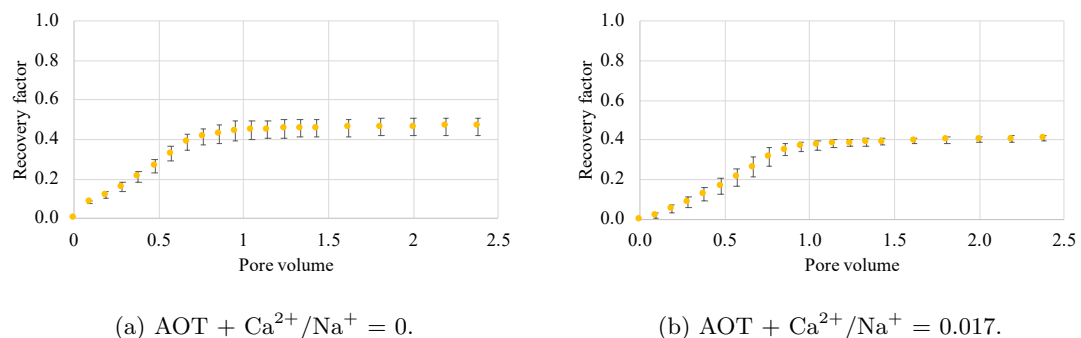 1.0
0.8
0.6
0.4
0.2
0.0
Recovery factor
0 0.5 1 1.5 2 2.5
Pore volume
(a) AOT + Ca²⁺/Na⁺ = 0.
1.0
0.8
0.6
0.4
0.2
0.0
Recovery factor
0.0 0.5 1.0 1.5 2.0 2.5
Pore volume
(b) AOT + Ca²⁺/Na⁺ = 0.017.